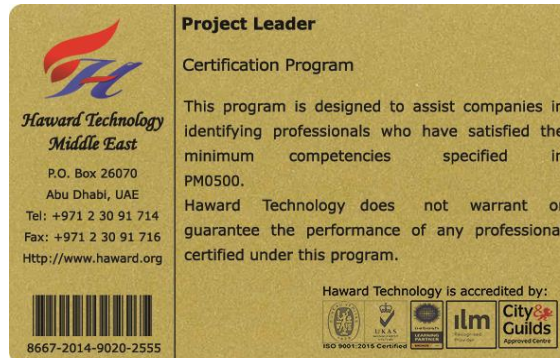 Haward Technology
Middle East
P.O. Box 26070
Abu Dhabi, UAE
Tel: +971 2 30 91 714
Fax: +971 2 30 91 716
Http://www.haward.org
8667-2014-9020-2555
Project Leader
Certification Program
This program is designed to assist companies in
identifying professionals who have satisfied the
minimum competencies specified in
PM0500.
Haward Technology does not warrant or
guarantee the performance of any professional
certified under this program.
Haward Technology is accredited by:
ISO 9001:2015 Certified
UKAS
ilm
City &
Guilds
Approved Centre